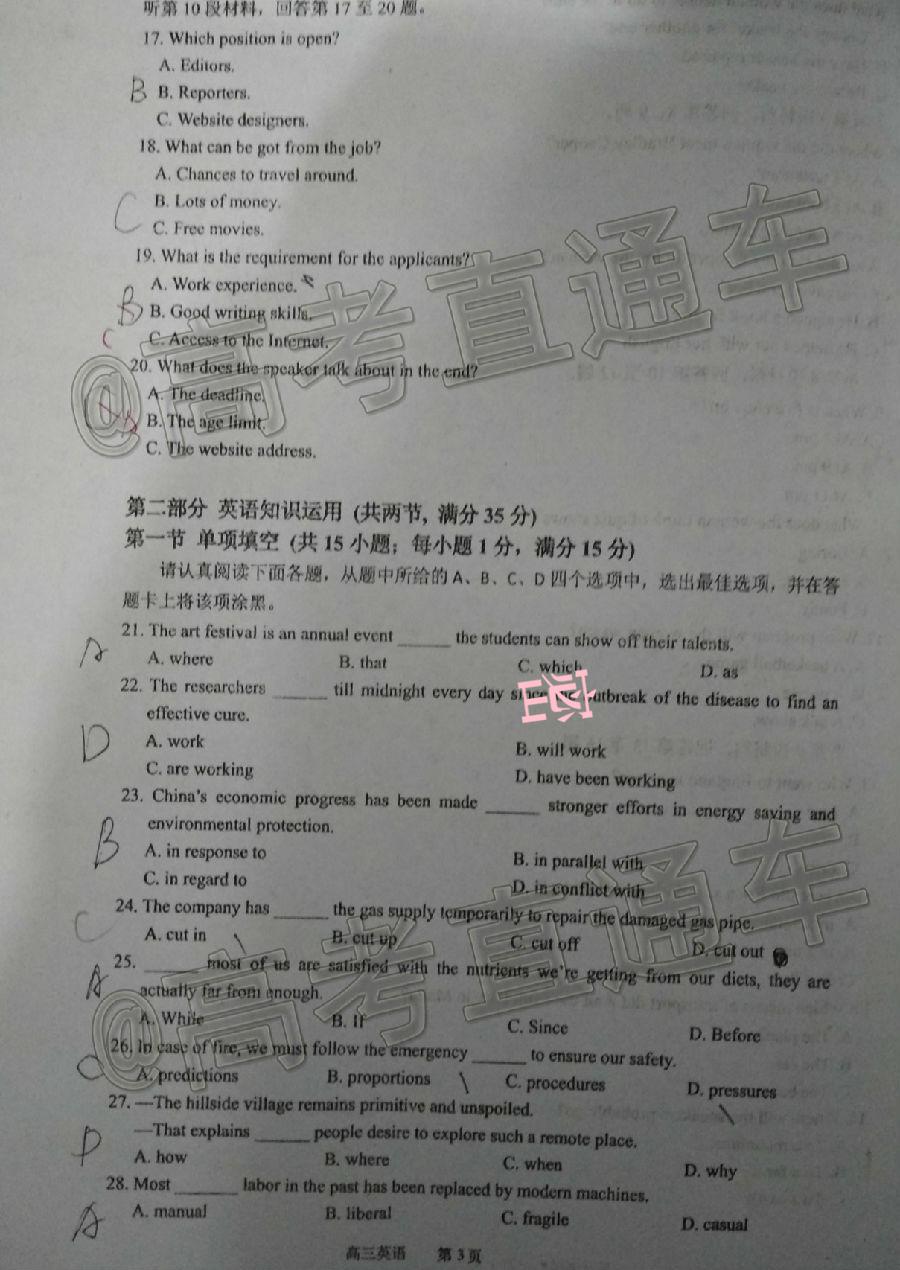 听第 10 段材料，回答第 17 至 20 题。
17. Which position is open?
A. Editors.
B B. Reporters.
C. Website designers.
18. What can be got from the job?
A. Chances to travel around.
B. Lots of money.
C C. Free movies.
19. What is the requirement for the applicants?
A. Work experience.
B B. Good writing skills.
C C. Access to the Internet.
20. What does the speaker talk about in the end?
A. The deadline.
B. The age limit.
C. The website address.
@高考直通车
第二部分 英语知识运用 (共两节, 满分 35 分)
第一节 单项填空 (共 15 小题；每小题 1 分，满分 15 分)
请认真阅读下面各题，从题中所给的 A、B、C、D 四个选项中，选出最佳选项，并在答
题卡上将该项涂黑。
21. The art festival is an annual event ______ the students can show off their talents.
A A. where B. that C. which D. as
22. The researchers ______ till midnight every day since the outbreak of the disease to find an
effective cure.
D A. work B. will work
C. are working D. have been working
23. China's economic progress has been made ______ stronger efforts in energy saving and
environmental protection.
B A. in response to B. in parallel with
C. in regard to D. in conflict with
24. The company has ______ the gas supply temporarily to repair the damaged gas pipe.
C A. cut in B. cut up C. cut off D. cut out
25. ______ most of us are satisfied with the nutrients we're getting from our diets, they are
A actually far from enough.
A. While B. If C. Since D. Before
@高考直通车
26. In case of fire, we must follow the emergency ______ to ensure our safety.
C A. predictions B. proportions C. procedures D. pressures
27. —The hillside village remains primitive and unspoiled.
—That explains ______ people desire to explore such a remote place.
D A. how B. where C. when D. why
28. Most ______ labor in the past has been replaced by modern machines.
A A. manual B. liberal C. fragile D. casual
高三英语 第 3 页